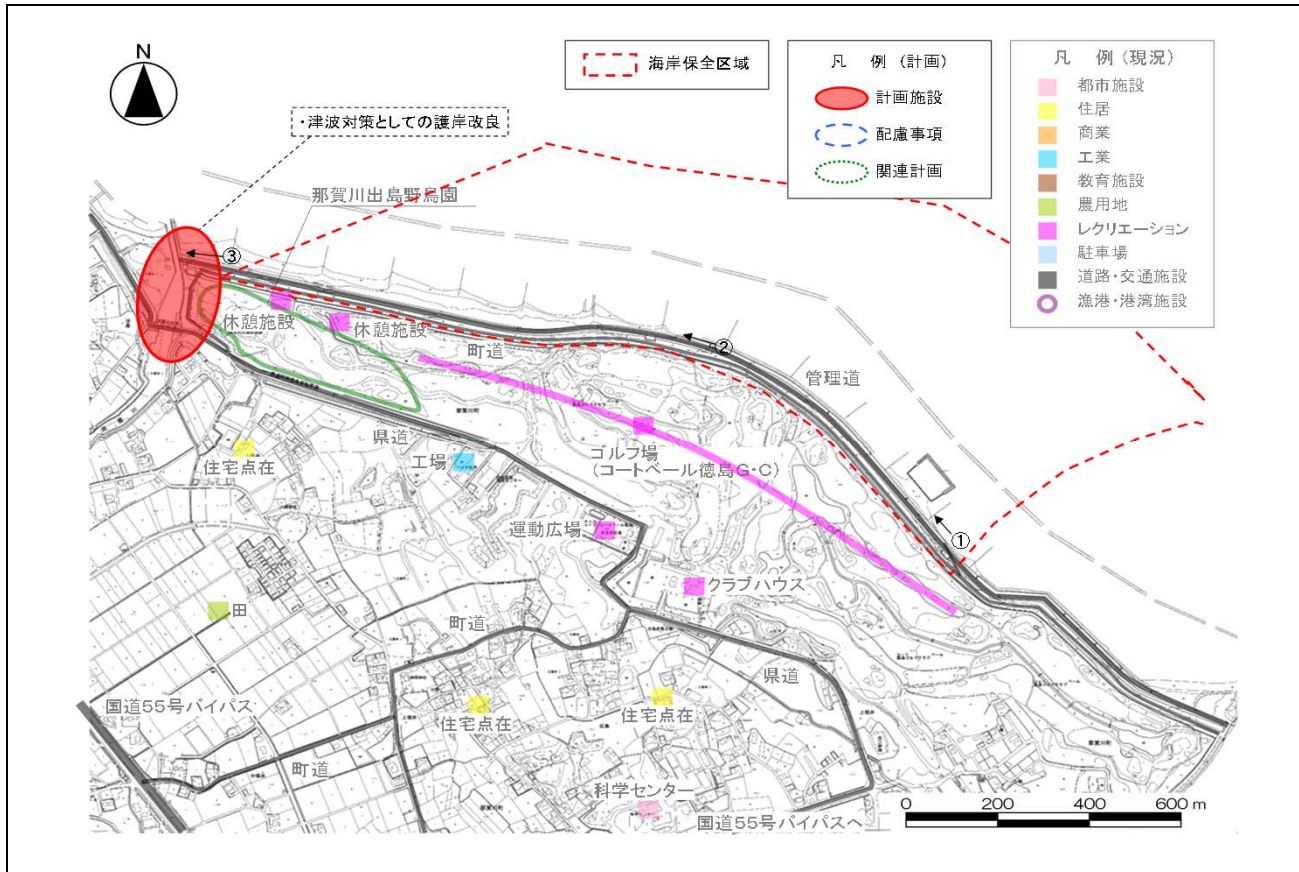 N
海岸保全区域
凡 例 (計画)
計画施設
配慮事項
関連計画
凡 例 (現況)
都市施設
住居
商業
工業
教育施設
農用地
レクリエーション
駐車場
道路・交通施設
漁港・港湾施設
・津波対策としての護岸改良
那賀川出島野鳥園
③
休憩施設
休憩施設
町道
②
管理道
県道
工場
住宅点在
ゴルフ場
(コートベール徳島G・C)
運動広場
①
クラブハウス
田
町道
県道
国道55号バイパス
住宅点在
住宅点在
町道
科学センター
国道55号バイパスへ
0 200 400 600 m
那賀川町
那賀川町